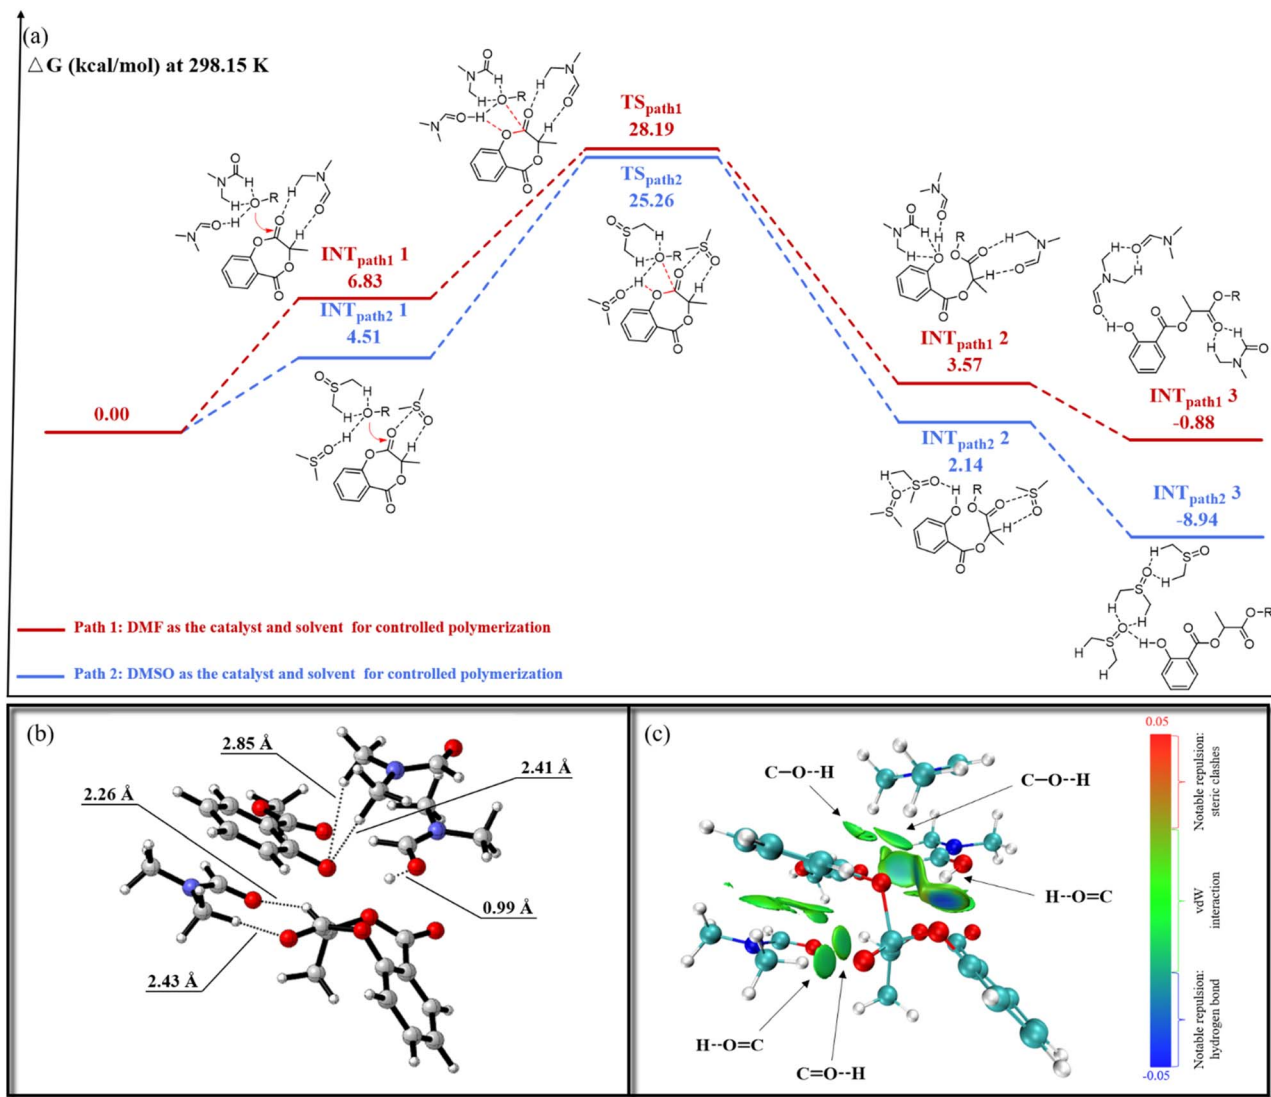 (a)
△G (kcal/mol) at 298.15 K
TSpath1
28.19
TSpath2
25.26
INTpath1 1
6.83
INTpath2 1
4.51
0.00
INTpath1 2
3.57
INTpath2 2
2.14
INTpath1 3
-0.88
INTpath2 3
-8.94
Path 1: DMF as the catalyst and solvent for controlled polymerization
Path 2: DMSO as the catalyst and solvent for controlled polymerization
(b)
2.85 Å
2.41 Å
2.26 Å
0.99 Å
2.43 Å
(c)
C—O--H
C—O--H
H--O=C
H--O=C
C=O--H
0.05
Notable repulsion:
steric clashes
vdW
interaction
Notable repulsion:
hydrogen bond
-0.05